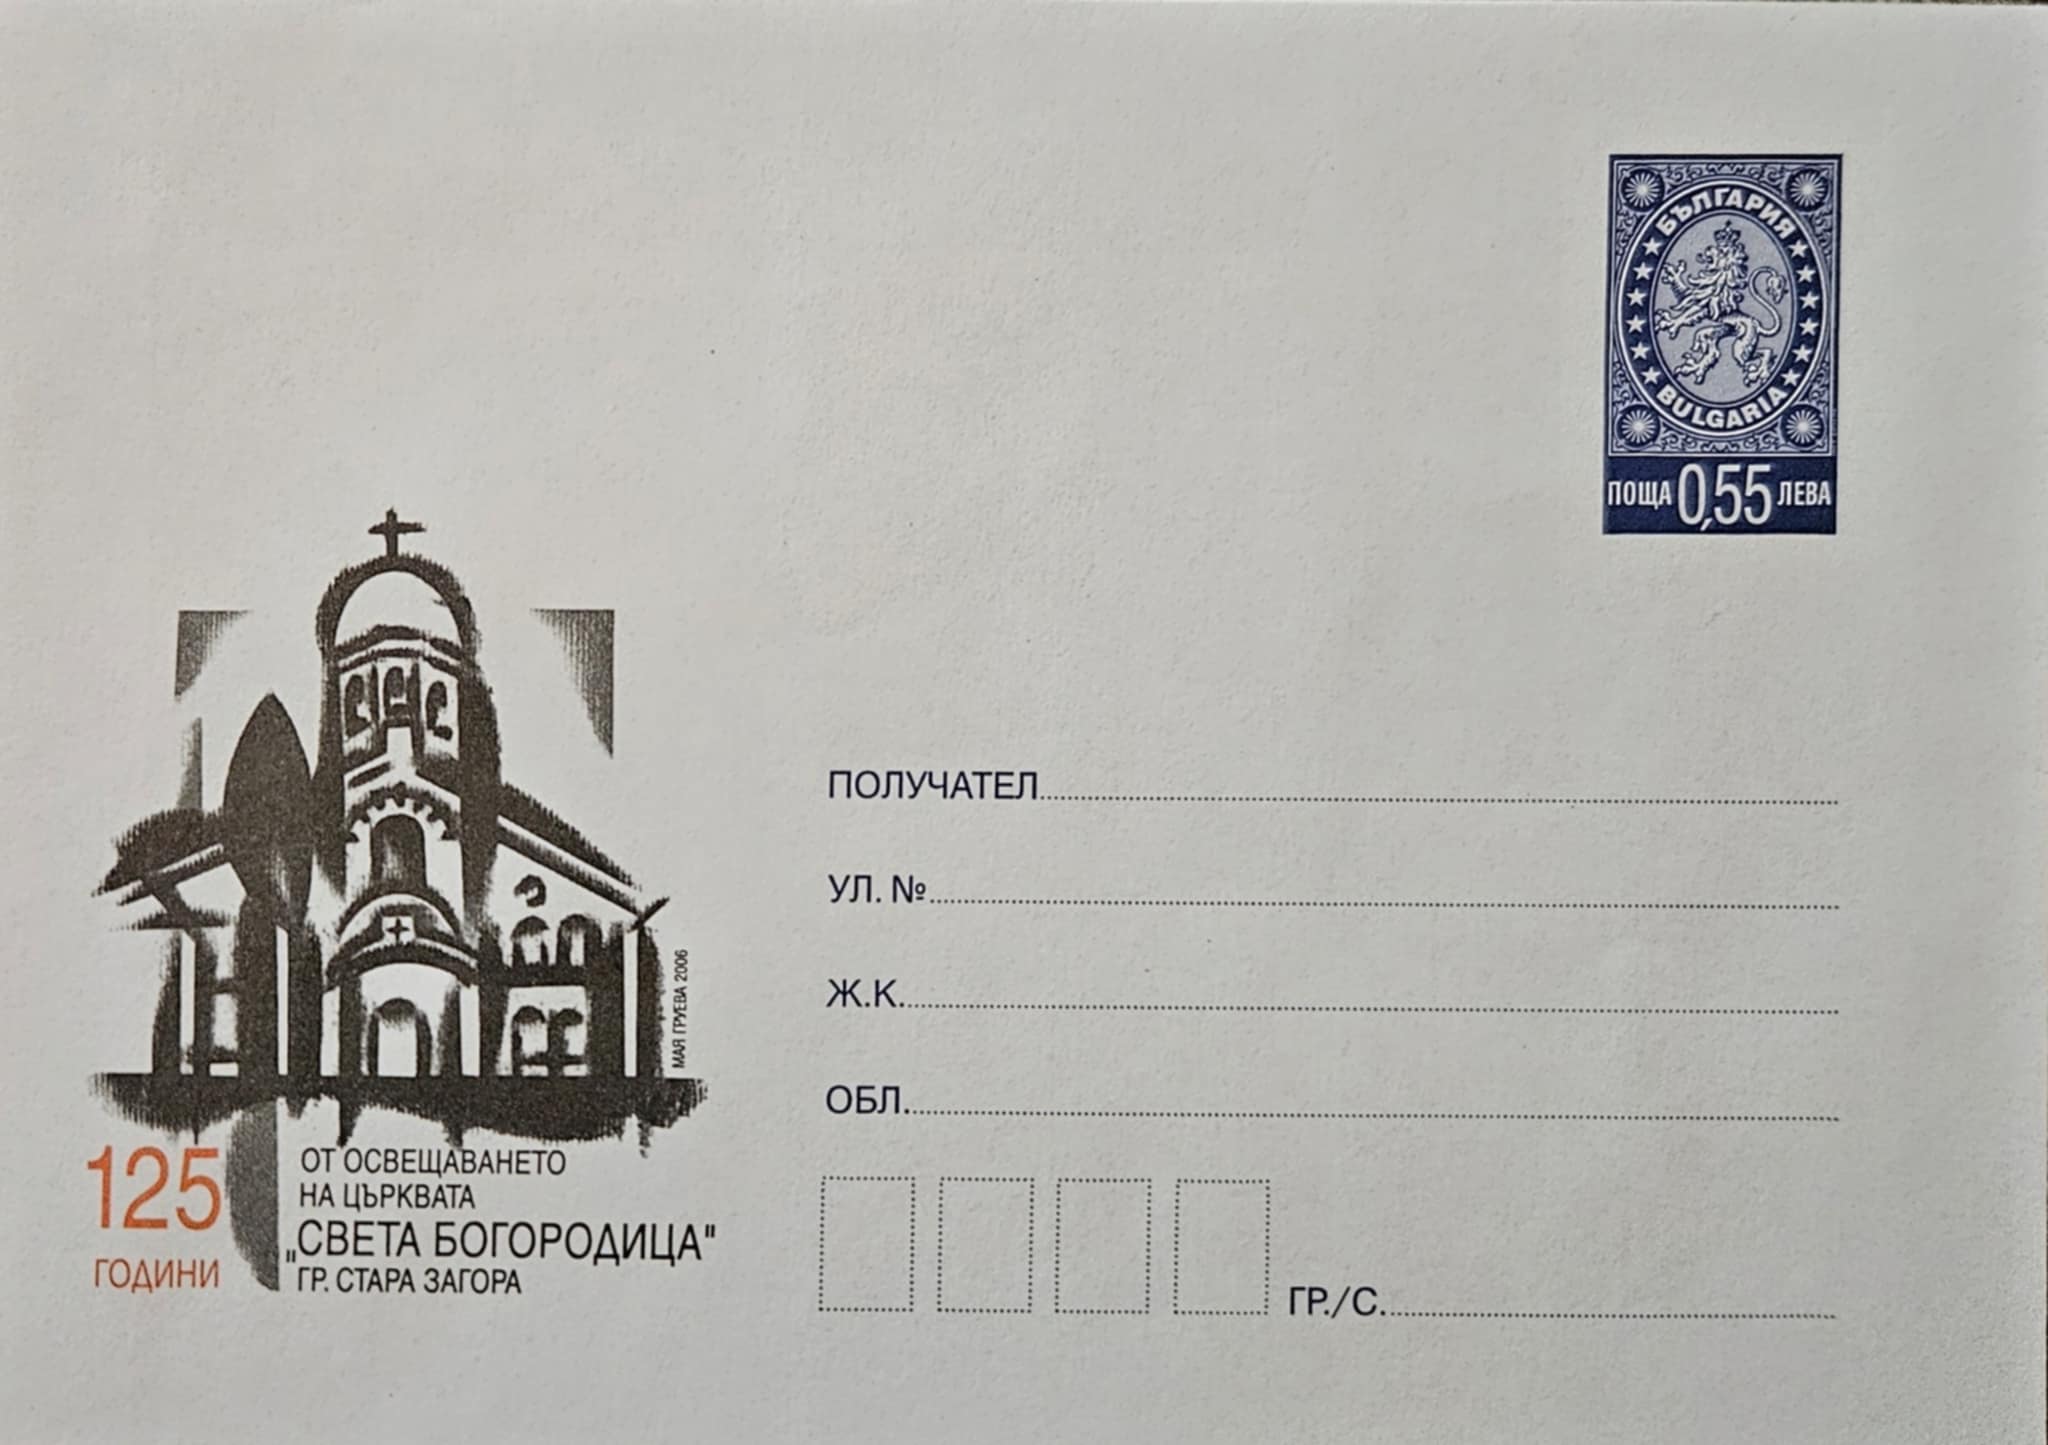 БЪЛГАРИЯ
BULGARIA
ПОЩА 0,55 ЛЕВА
ПОЛУЧАТЕЛ
УЛ. №
Ж.К.
ОБЛ.
ГР./С.
МАЯ ГРУЕВА 2006
125
ГОДИНИ
ОТ ОСВЕЩАВАНЕТО
НА ЦЪРКВАТА
„СВЕТА БОГОРОДИЦА"
ГР. СТАРА ЗАГОРА